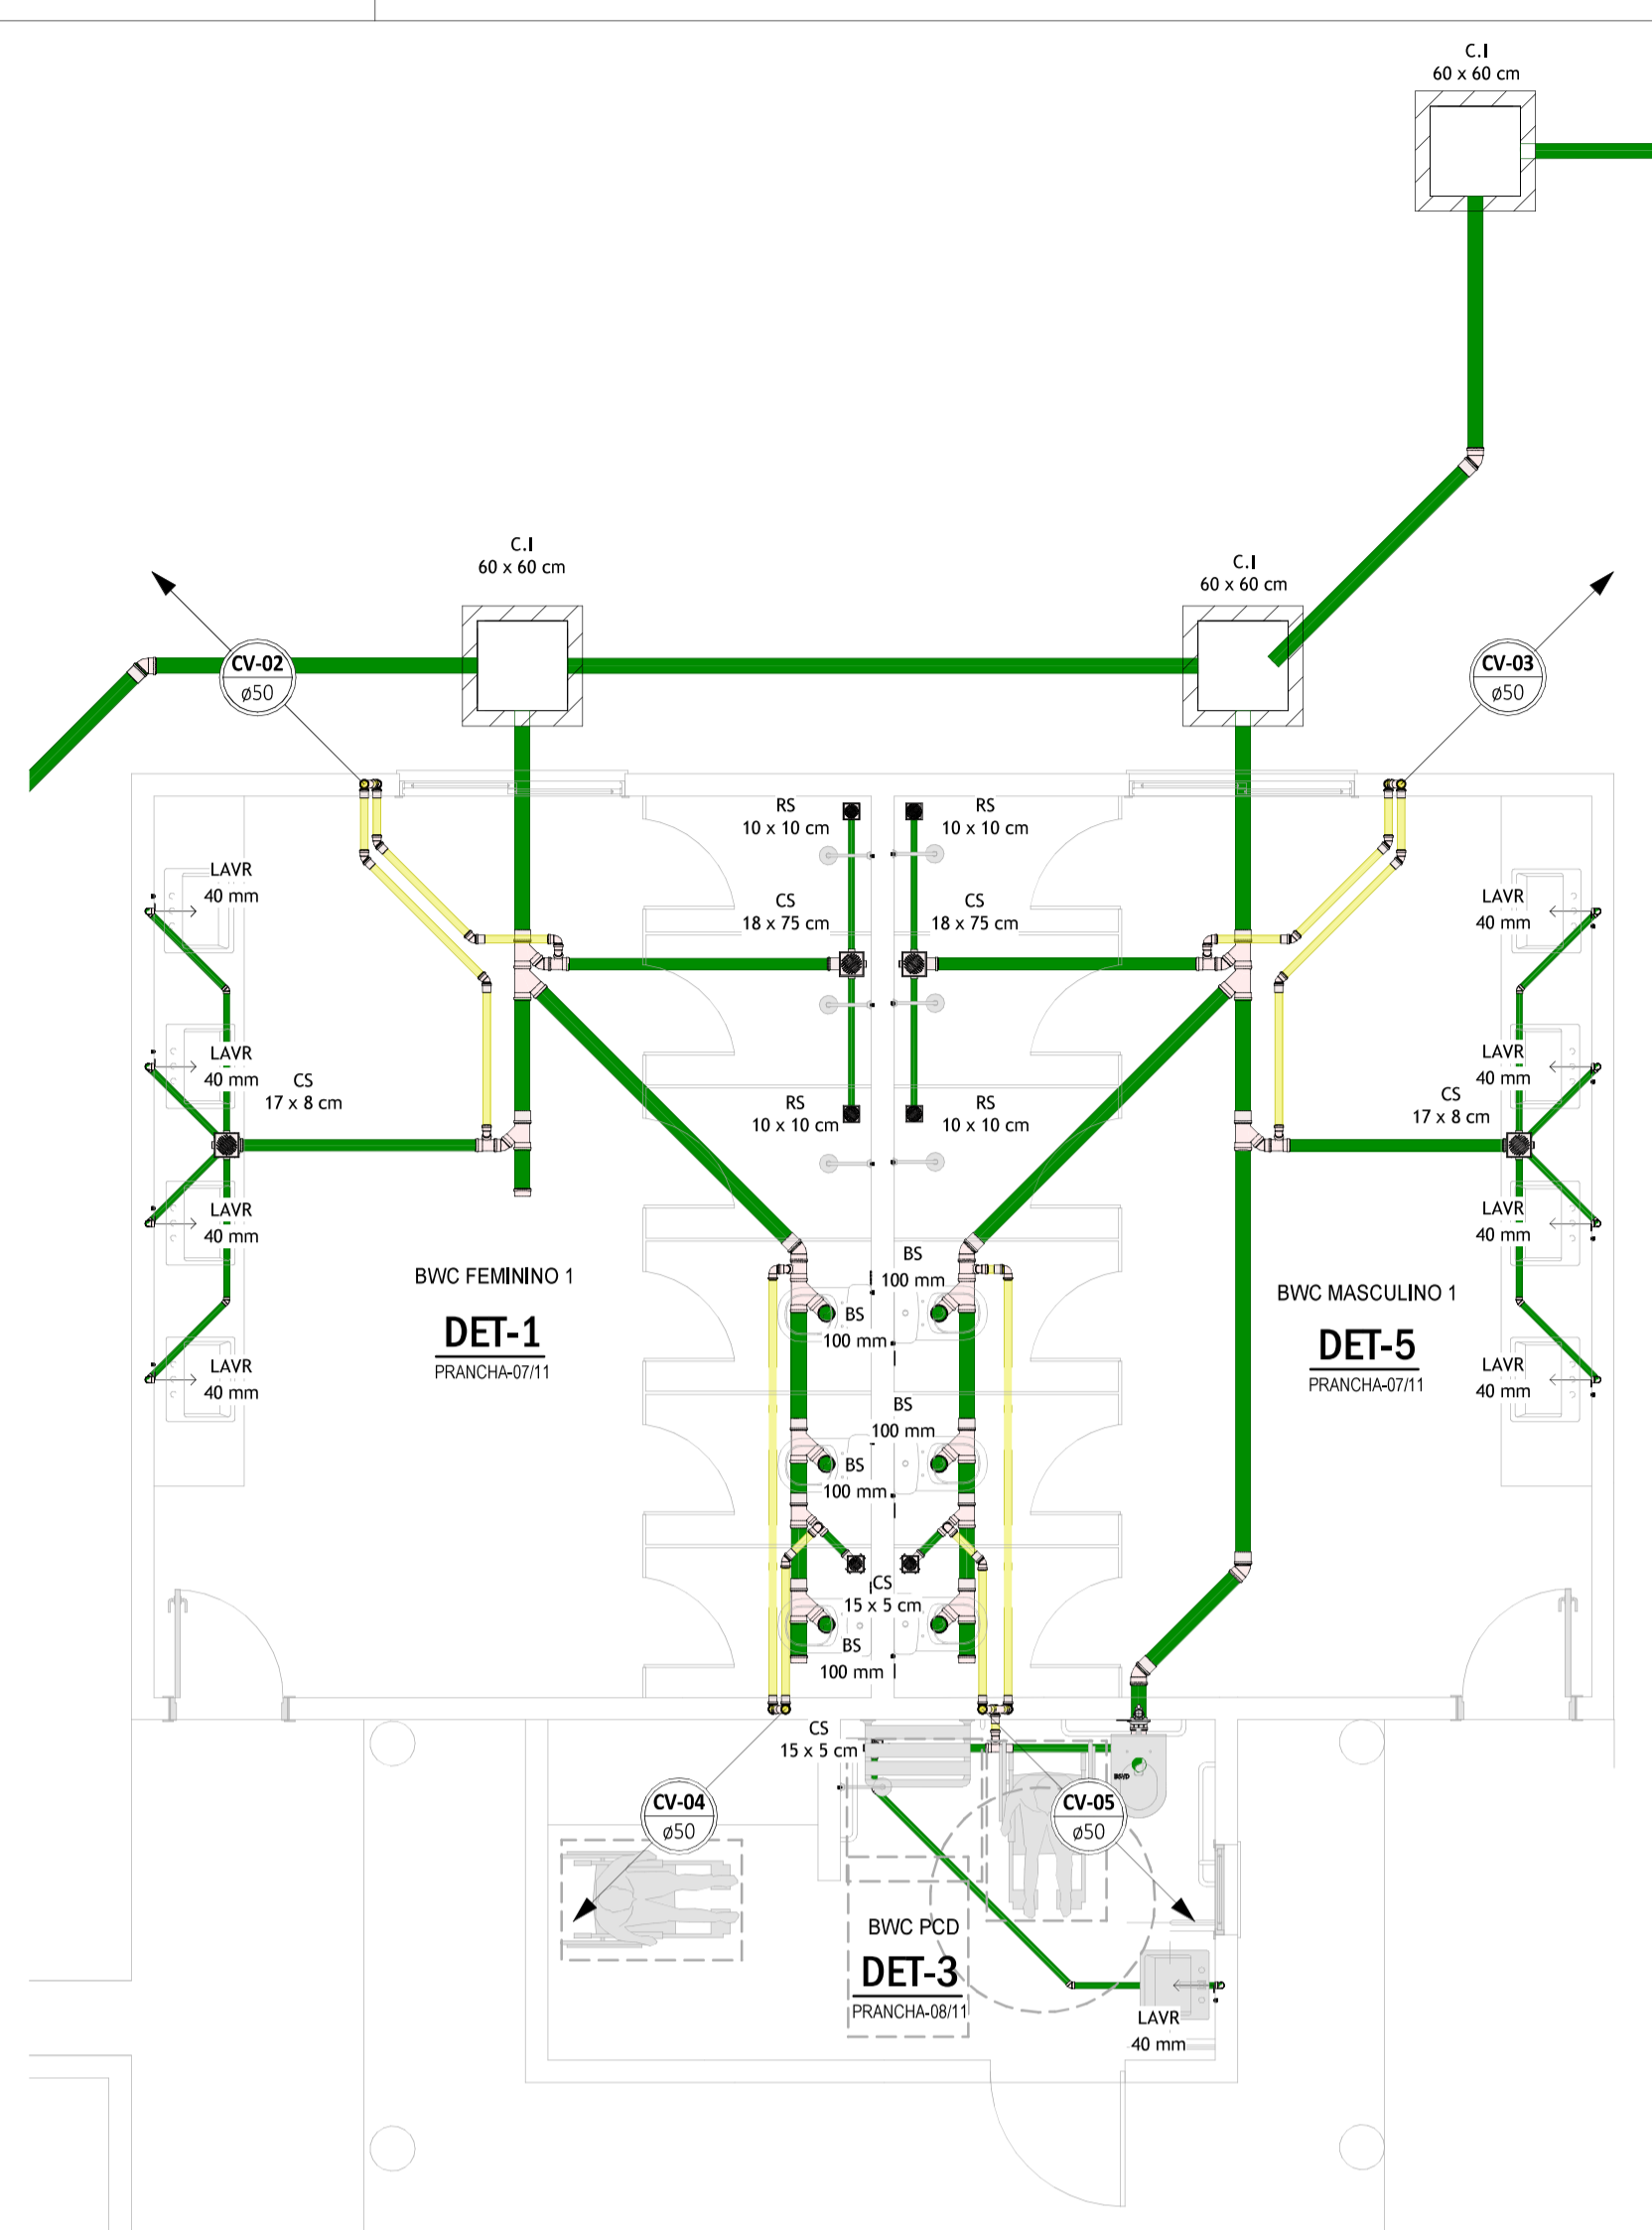 C.I
60 x 60 cm
C.I
60 x 60 cm
C.I
60 x 60 cm
CV-02
ø50
CV-03
ø50
RS
10 x 10 cm
RS
10 x 10 cm
LAVR
40 mm
CS
18 x 75 cm
CS
18 x 75 cm
LAVR
40 mm
LAVR
40 mm
CS
17 x 8 cm
RS
10 x 10 cm
RS
10 x 10 cm
LAVR
40 mm
CS
17 x 8 cm
LAVR
40 mm
LAVR
40 mm
BWC FEMININO 1
DET-1
PRANCHA-07/11
BS
100 mm
BS
100 mm
BWC MASCULINO 1
DET-5
PRANCHA-07/11
LAVR
40 mm
LAVR
40 mm
BS
100 mm
BS
100 mm
CS
15 x 5 cm
BS
100 mm
CS
15 x 5 cm
BSVD
CV-04
ø50
CV-05
ø50
BWC PCD
DET-3
PRANCHA-08/11
LAVR
40 mm